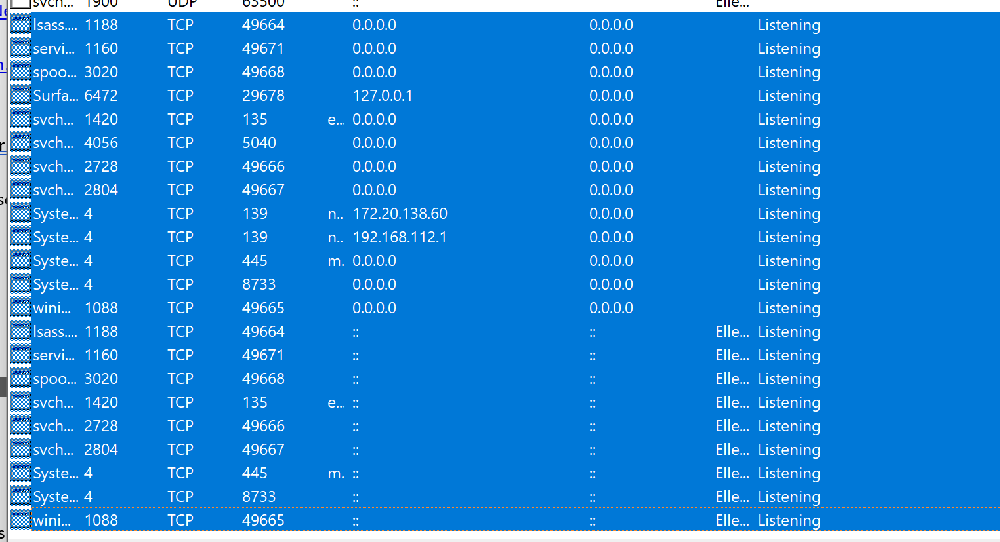 svch... 1900 UDP 63500 :: Elle...
lsass.... 1188 TCP 49664 0.0.0.0 0.0.0.0 Listening
servi... 1160 TCP 49671 0.0.0.0 0.0.0.0 Listening
spoo... 3020 TCP 49668 0.0.0.0 0.0.0.0 Listening
Surfa... 6472 TCP 29678 127.0.0.1 0.0.0.0 Listening
svch... 1420 TCP 135 e... 0.0.0.0 0.0.0.0 Listening
svch... 4056 TCP 5040 0.0.0.0 0.0.0.0 Listening
svch... 2728 TCP 49666 0.0.0.0 0.0.0.0 Listening
svch... 2804 TCP 49667 0.0.0.0 0.0.0.0 Listening
Syste... 4 TCP 139 n... 172.20.138.60 0.0.0.0 Listening
Syste... 4 TCP 139 n... 192.168.112.1 0.0.0.0 Listening
Syste... 4 TCP 445 m. 0.0.0.0 0.0.0.0 Listening
Syste... 4 TCP 8733 0.0.0.0 0.0.0.0 Listening
wini... 1088 TCP 49665 0.0.0.0 0.0.0.0 Listening
lsass.... 1188 TCP 49664 :: :: Elle... Listening
servi... 1160 TCP 49671 :: :: Elle... Listening
spoo... 3020 TCP 49668 :: :: Elle... Listening
svch... 1420 TCP 135 e... :: :: Elle... Listening
svch... 2728 TCP 49666 :: :: Elle... Listening
svch... 2804 TCP 49667 :: :: Elle... Listening
Syste... 4 TCP 445 m. :: :: Elle... Listening
Syste... 4 TCP 8733 :: :: Elle... Listening
wini... 1088 TCP 49665 :: :: Elle... Listening